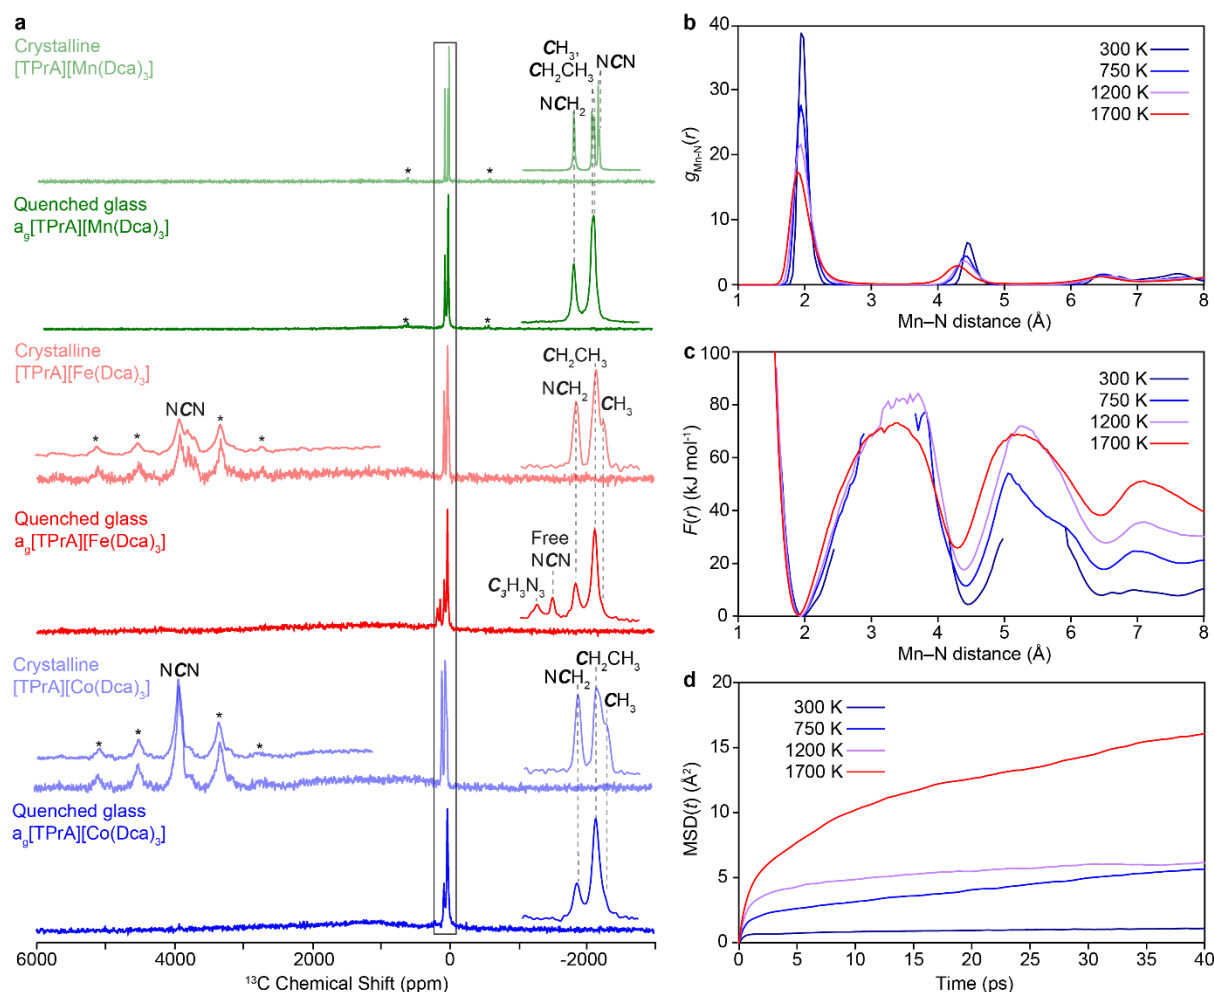 a
Crystalline
[TPrA][Mn(Dca)₃]
CH₃,
CH₂CH₃
NCN
NCH₂
*
*
Quenched glass
a_g[TPrA][Mn(Dca)₃]
*
*
Crystalline
[TPrA][Fe(Dca)₃]
CH₂CH₃
NCH₂
CH₃
NCN
*
*
*
*
Quenched glass
a_g[TPrA][Fe(Dca)₃]
Free
NCN
C₃H₃N₃
Crystalline
[TPrA][Co(Dca)₃]
CH₂CH₃
NCH₂
CH₃
NCN
*
*
*
*
Quenched glass
a_g[TPrA][Co(Dca)₃]
6000 4000 2000 0 -2000
¹³C Chemical Shift (ppm)
b
40
30
20
10
0
g_Mn-N(r)
300 K
750 K
1200 K
1700 K
1 2 3 4 5 6 7 8
Mn–N distance (Å)
c
100
80
60
40
20
0
F(r) (kJ mol⁻¹)
300 K
750 K
1200 K
1700 K
1 2 3 4 5 6 7 8
Mn–N distance (Å)
d
20
15
10
5
0
MSD(t) (Å²)
300 K
750 K
1200 K
1700 K
0 5 10 15 20 25 30 35 40
Time (ps)